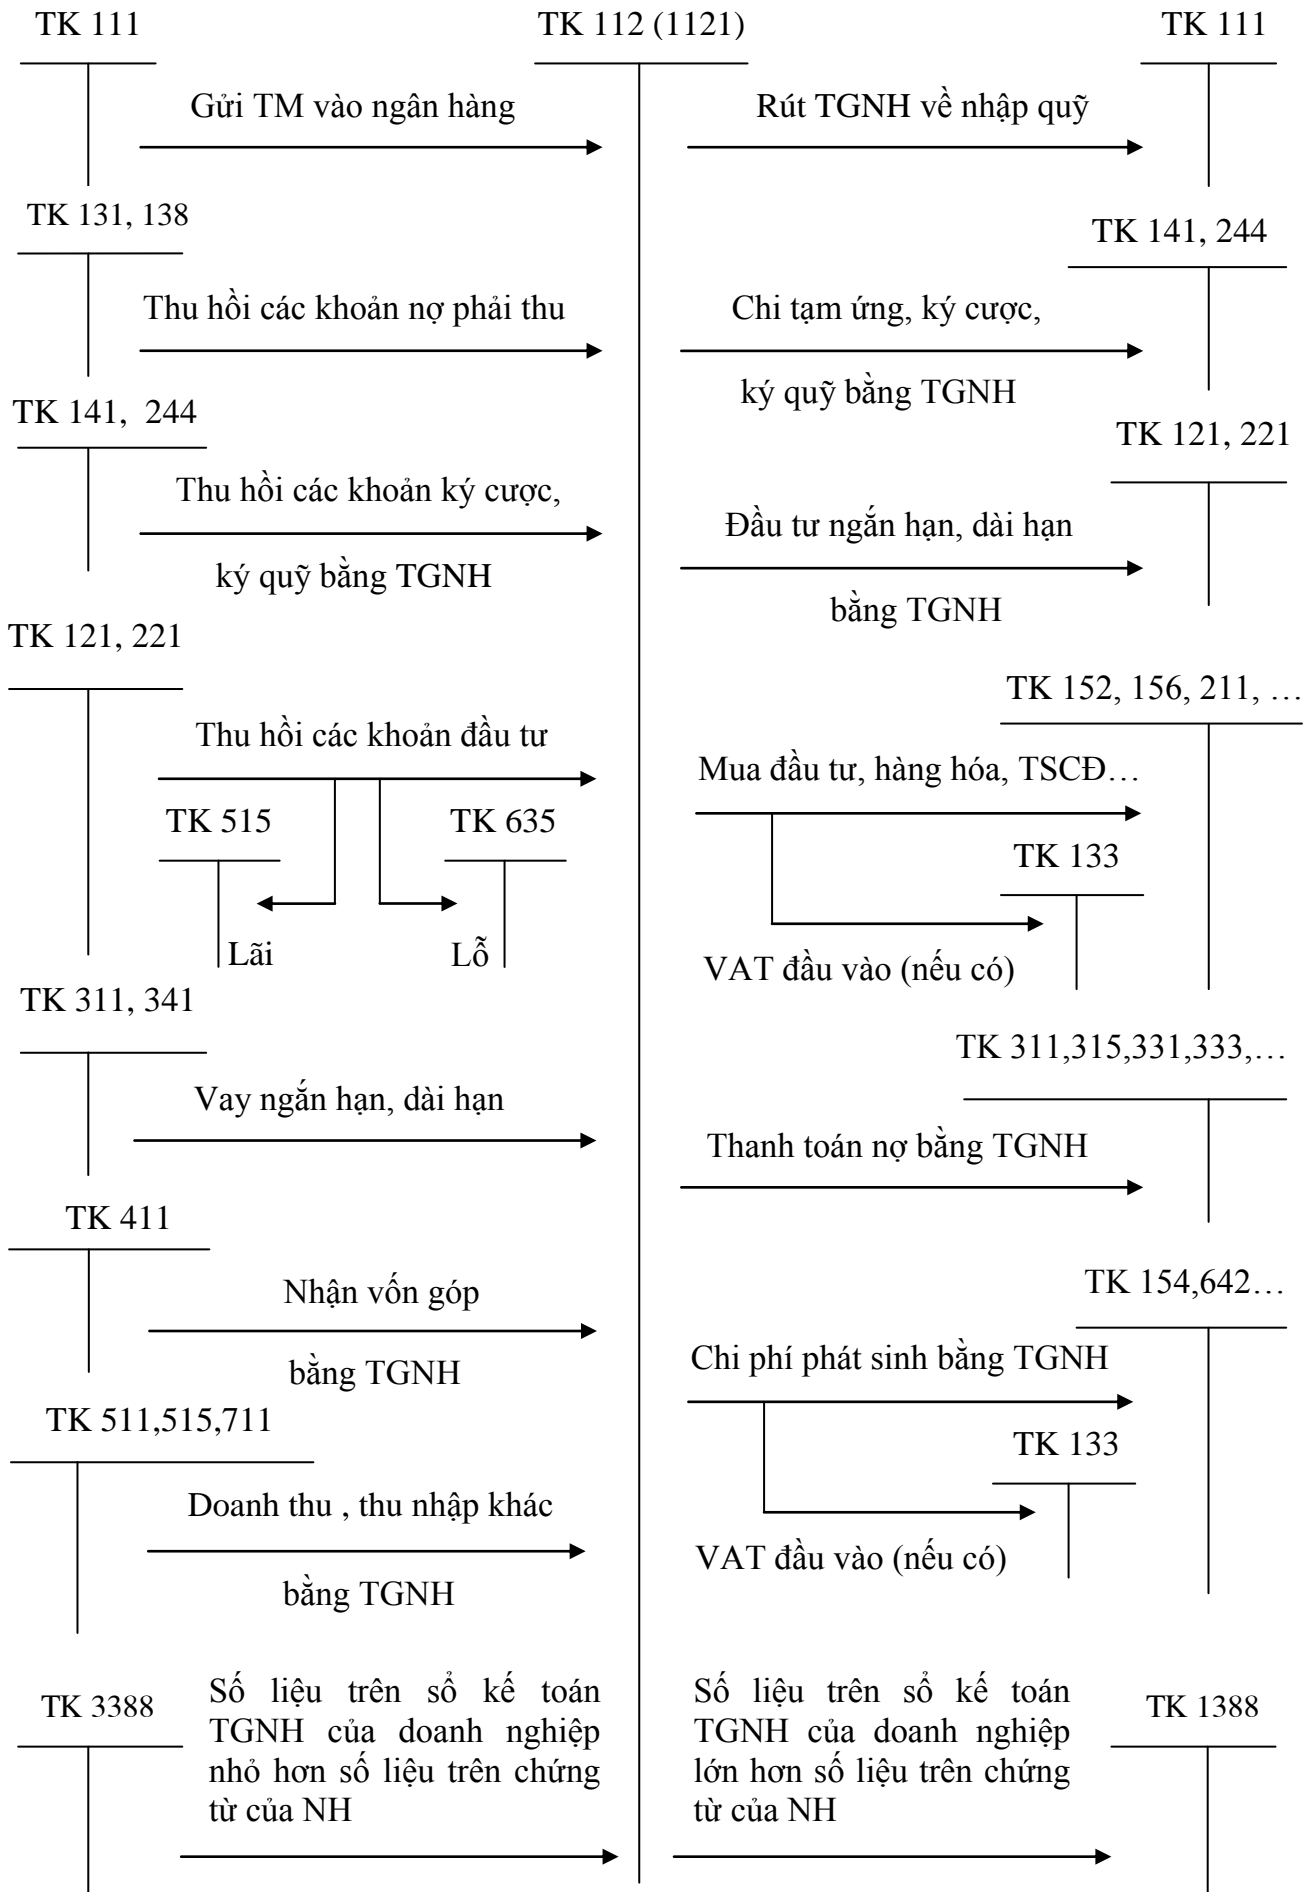 TK 111
TK 112 (1121)
TK 111
Gửi TM vào ngân hàng
Rút TGNH về nhập quỹ
TK 131, 138
TK 141, 244
Thu hồi các khoản nợ phải thu
Chi tạm ứng, ký cược,
ký quỹ bằng TGNH
TK 141, 244
TK 121, 221
Thu hồi các khoản ký cược,
ký quỹ bằng TGNH
Đầu tư ngắn hạn, dài hạn
bằng TGNH
TK 121, 221
TK 152, 156, 211, …
Thu hồi các khoản đầu tư
Mua đầu tư, hàng hóa, TSCĐ…
TK 515
TK 635
TK 133
Lãi
Lỗ
VAT đầu vào (nếu có)
TK 311, 341
TK 311,315,331,333,…
Vay ngắn hạn, dài hạn
Thanh toán nợ bằng TGNH
TK 411
TK 154,642…
Nhận vốn góp
bằng TGNH
Chi phí phát sinh bằng TGNH
TK 511,515,711
TK 133
Doanh thu , thu nhập khác
bằng TGNH
VAT đầu vào (nếu có)
TK 3388
Số liệu trên sổ kế toán
TGNH của doanh nghiệp
nhỏ hơn số liệu trên chứng
từ của NH
Số liệu trên sổ kế toán
TGNH của doanh nghiệp
lớn hơn số liệu trên chứng
từ của NH
TK 1388